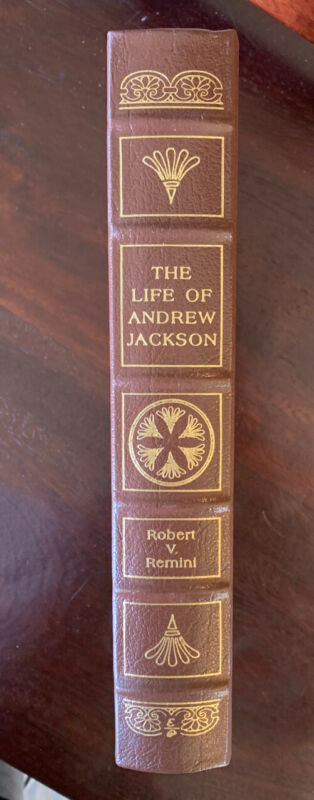 THE
LIFE OF
ANDREW
JACKSON
Robert
V.
Remini